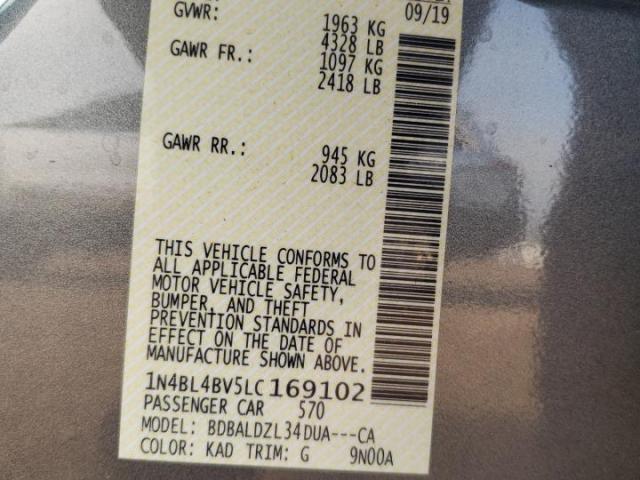 09/19
GVWR: 1963 KG
4328 LB
GAWR FR.: 1097 KG
2418 LB
GAWR RR.: 945 KG
2083 LB
THIS VEHICLE CONFORMS TO
ALL APPLICABLE FEDERAL
MOTOR VEHICLE SAFETY,
BUMPER, AND THEFT
PREVENTION STANDARDS IN
EFFECT ON THE DATE OF
MANUFACTURE SHOWN ABOVE.
1N4BL4BV5LC169102
PASSENGER CAR 570
MODEL: BDBALDZL34DUA---CA
COLOR: KAD TRIM: G 9N00A